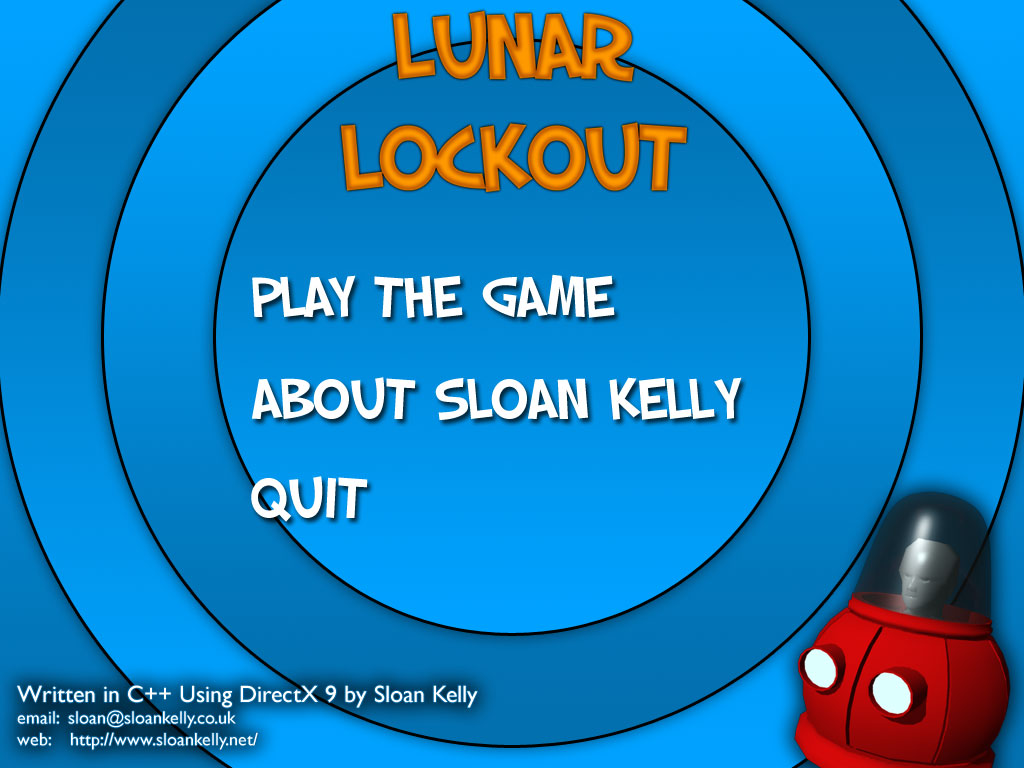 LUNAR
LOCKOUT
PLAY THE GAME
ABOUT SLOAN KELLY
QUIT
Written in C++ Using DirectX 9 by Sloan Kelly
email: sloan@sloankelly.co.uk
web: http://www.sloankelly.net/